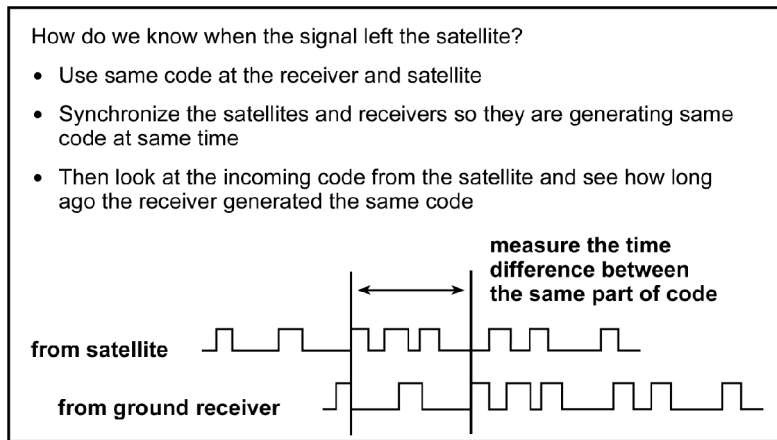 How do we know when the signal left the satellite?
• Use same code at the receiver and satellite
• Synchronize the satellites and receivers so they are generating same
code at same time
• Then look at the incoming code from the satellite and see how long
ago the receiver generated the same code
measure the time
difference between
the same part of code
from satellite
from ground receiver